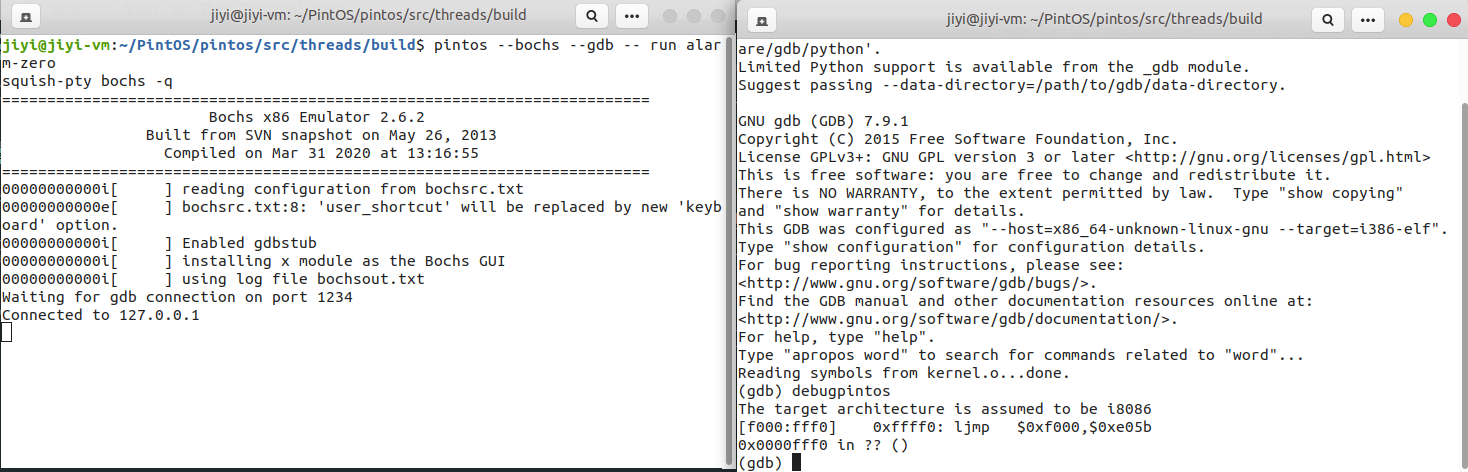 jiyi@jiyi-vm: ~/PintOS/pintos/src/threads/build
jiyi@jiyi-vm:~/PintOS/pintos/src/threads/build$ pintos --bochs --gdb -- run alar
m-zero
squish-pty bochs -q
========================================================================
Bochs x86 Emulator 2.6.2
Built from SVN snapshot on May 26, 2013
Compiled on Mar 31 2020 at 13:16:55
========================================================================
00000000000i[     ] reading configuration from bochsrc.txt
00000000000e[     ] bochsrc.txt:8: 'user_shortcut' will be replaced by new 'keyb
oard' option.
00000000000i[     ] Enabled gdbstub
00000000000i[     ] installing x module as the Bochs GUI
00000000000i[     ] using log file bochsout.txt
Waiting for gdb connection on port 1234
Connected to 127.0.0.1
jiyi@jiyi-vm: ~/PintOS/pintos/src/threads/build
are/gdb/python'.
Limited Python support is available from the _gdb module.
Suggest passing --data-directory=/path/to/gdb/data-directory.
GNU gdb (GDB) 7.9.1
Copyright (C) 2015 Free Software Foundation, Inc.
License GPLv3+: GNU GPL version 3 or later <http://gnu.org/licenses/gpl.html>
This is free software: you are free to change and redistribute it.
There is NO WARRANTY, to the extent permitted by law.  Type "show copying"
and "show warranty" for details.
This GDB was configured as "--host=x86_64-unknown-linux-gnu --target=i386-elf".
Type "show configuration" for configuration details.
For bug reporting instructions, please see:
<http://www.gnu.org/software/gdb/bugs/>.
Find the GDB manual and other documentation resources online at:
<http://www.gnu.org/software/gdb/documentation/>.
For help, type "help".
Type "apropos word" to search for commands related to "word"...
Reading symbols from kernel.o...done.
(gdb) debugpintos
The target architecture is assumed to be i8086
[f000:fff0]    0xffff0: ljmp   $0xf000,$0xe05b
0x0000fff0 in ?? ()
(gdb)